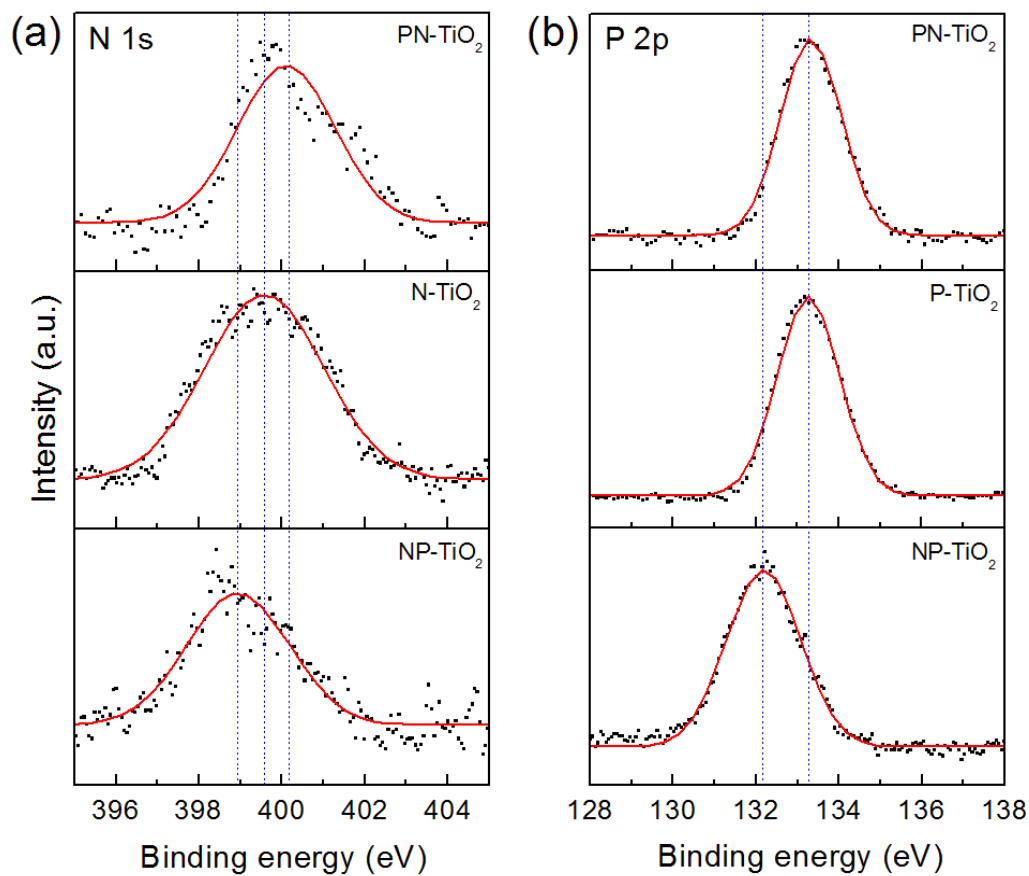 (a) N 1s PN-TiO₂
N-TiO₂
NP-TiO₂
Intensity (a.u.)
396 398 400 402 404
Binding energy (eV)
(b) P 2p PN-TiO₂
P-TiO₂
NP-TiO₂
128 130 132 134 136 138
Binding energy (eV)